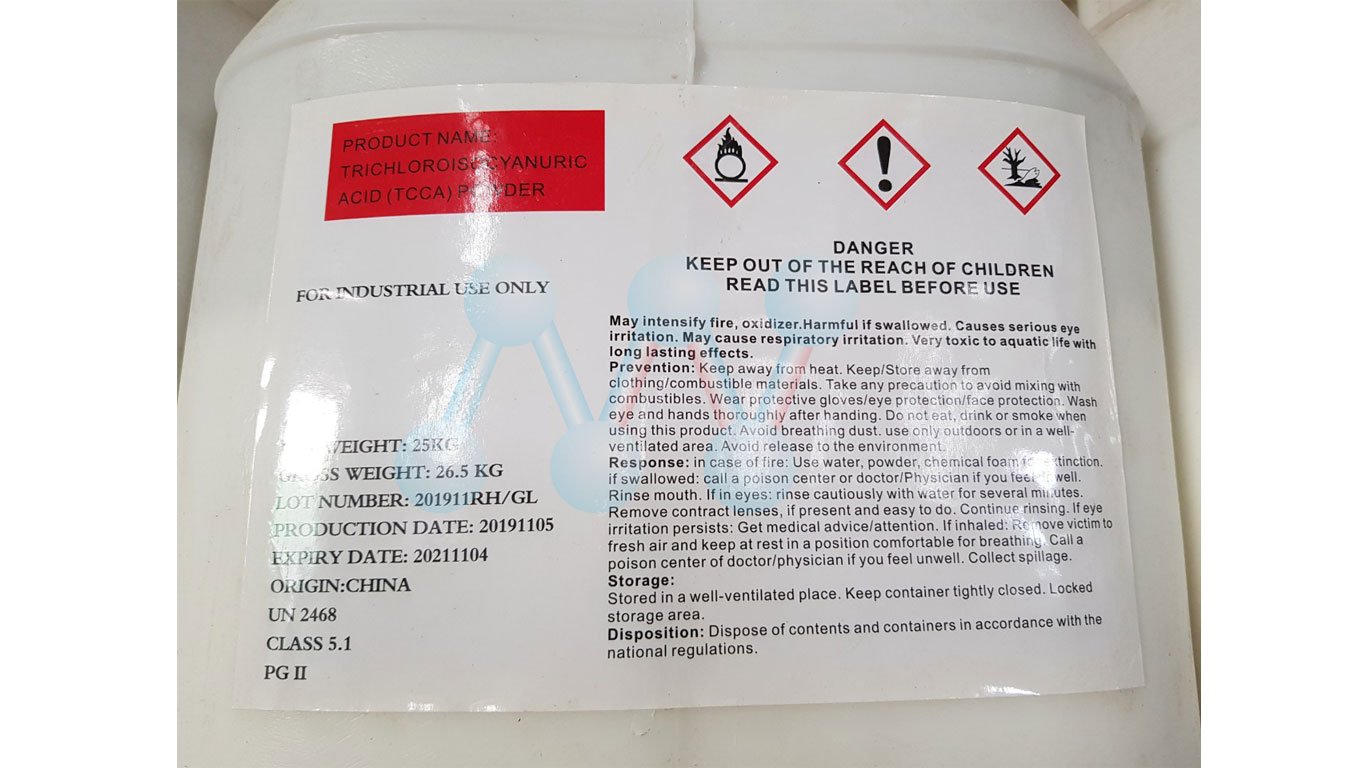 PRODUCT NAME:
TRICHLOROISOCYANURIC
ACID (TCCA) POWDER
FOR INDUSTRIAL USE ONLY
WEIGHT: 25KG
GROSS WEIGHT: 26.5 KG
LOT NUMBER: 201911RH/GL
PRODUCTION DATE: 20191105
EXPIRY DATE: 20211104
ORIGIN:CHINA
UN 2468
CLASS 5.1
PG II
DANGER
KEEP OUT OF THE REACH OF CHILDREN
READ THIS LABEL BEFORE USE
May intensify fire, oxidizer.Harmful if swallowed. Causes serious eye
irritation. May cause respiratory irritation. Very toxic to aquatic life with
long lasting effects.
Prevention: Keep away from heat. Keep/Store away from
clothing/combustible materials. Take any precaution to avoid mixing with
combustibles. Wear protective gloves/eye protection/face protection. Wash
eye and hands thoroughly after handing. Do not eat, drink or smoke when
using this product. Avoid breathing dust. use only outdoors or in a well-
ventilated area. Avoid release to the environment.
Response: in case of fire: Use water, powder, chemical foam for extinction.
if swallowed: call a poison center or doctor/Physician if you feel
Rinse mouth. If in eyes: rinse cautiously with water for several minutes.
Remove contract lenses, if present and easy to do. Continue rinsing. If eye
irritation persists: Get medical advice/attention. If inhaled: Remove victim to
fresh air and keep at rest in a position comfortable for breathing. Call a
poison center of doctor/physician if you feel unwell. Collect spillage.
Storage:
Stored in a well-ventilated place. Keep container tightly closed. Locked
storage area.
Disposition: Dispose of contents and containers in accordance with the
national regulations.